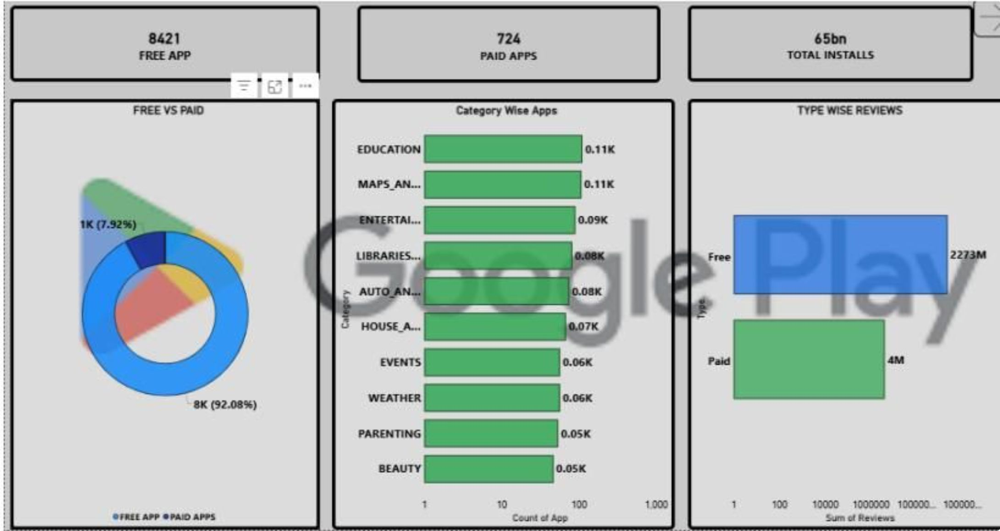 8421
FREE APP
724
PAID APPS
65bn
TOTAL INSTALLS
FREE VS PAID
1K (7.92%)
8K (92.08%)
FREE APP PAID APPS
Category Wise Apps
Category
EDUCATION 0.11K
MAPS_AN... 0.11K
ENTERTAI... 0.09K
LIBRARIES... 0.08K
AUTO_AN... 0.08K
HOUSE_A... 0.07K
EVENTS 0.06K
WEATHER 0.06K
PARENTING 0.05K
BEAUTY 0.05K
1 10 100 1,000
Count of App
TYPE WISE REVIEWS
Type
Free 2273M
Paid 4M
1 100 10000 1000000 100000... 100000...
Sum of Reviews
Google Play